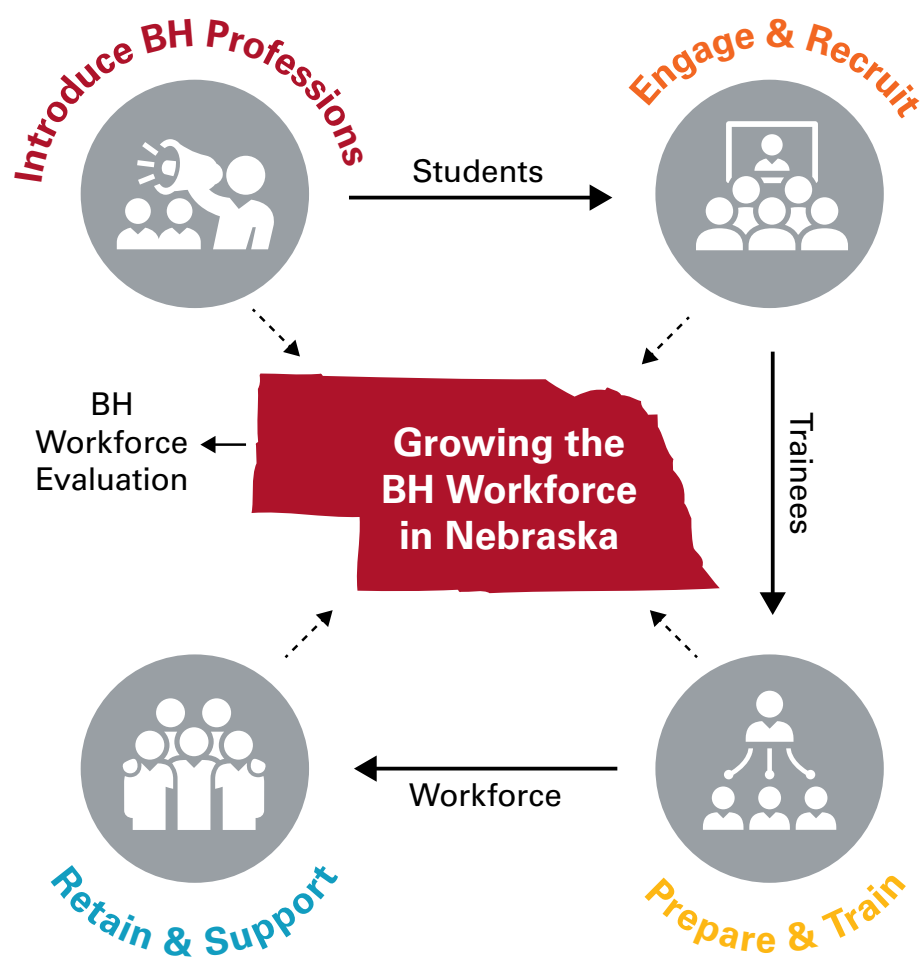 Introduce BH Professions
Engage & Recruit
Students
BH
Workforce
Evaluation
Growing the
BH Workforce
in Nebraska
Trainees
Workforce
Retain & Support
Prepare & Train